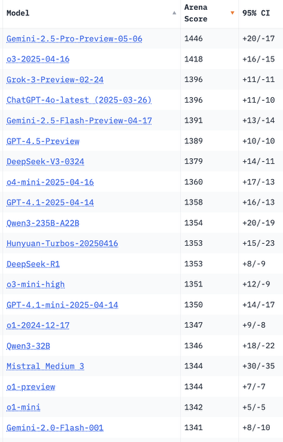 Model Arena Score 95% CI
Gemini-2.5-Pro-Preview-05-06 1446 +20/-17
o3-2025-04-16 1418 +16/-15
Grok-3-Preview-02-24 1396 +11/-11
ChatGPT-4o-latest (2025-03-26) 1396 +11/-10
Gemini-2.5-Flash-Preview-04-17 1391 +13/-14
GPT-4.5-Preview 1389 +10/-10
DeepSeek-V3-0324 1379 +14/-11
o4-mini-2025-04-16 1360 +17/-13
GPT-4.1-2025-04-14 1358 +16/-13
Qwen3-235B-A22B 1354 +20/-19
Hunyuan-Turbos-20250416 1353 +15/-23
DeepSeek-R1 1353 +8/-9
o3-mini-high 1351 +12/-9
GPT-4.1-mini-2025-04-14 1350 +14/-17
o1-2024-12-17 1347 +9/-8
Qwen3-32B 1346 +18/-22
Mistral Medium 3 1344 +30/-35
o1-preview 1344 +7/-7
o1-mini 1342 +5/-5
Gemini-2.0-Flash-001 1341 +8/-10